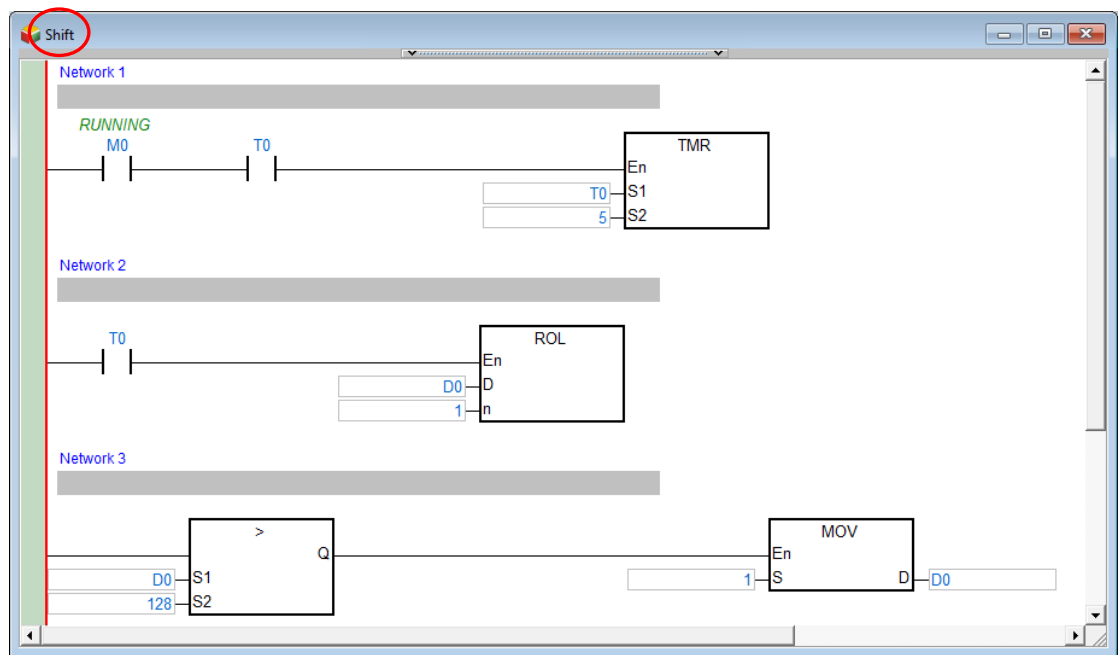 Shift
Network 1
RUNNING
M0 T0 TMR
En
T0 S1
5 S2
Network 2
T0 ROL
En
D0 D
1 n
Network 3
> MOV
Q En
D0 S1 1 S D D0
128 S2